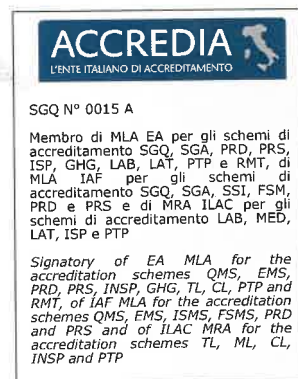 ACCREDIA
L'ENTE ITALIANO DI ACCREDITAMENTO
SGQ N° 0015 A
Membro di MLA EA per gli schemi di
accreditamento SGQ, SGA, PRD, PRS,
ISP, GHG, LAB, LAT, PTP e RMT, di
MLA IAF per gli schemi di
accreditamento SGQ, SGA, SSI, FSM,
PRD e PRS e di MRA ILAC per gli
schemi di accreditamento LAB, MED,
LAT, ISP e PTP
Signatory of EA MLA for the
accreditation schemes QMS, EMS,
PRD, PRS, INSP, GHG, TL, CL, PTP and
RMT, of IAF MLA for the accreditation
schemes QMS, EMS, ISMS, FSMS, PRD
and PRS and of ILAC MRA for the
accreditation schemes TL, ML, CL,
INSP and PTP